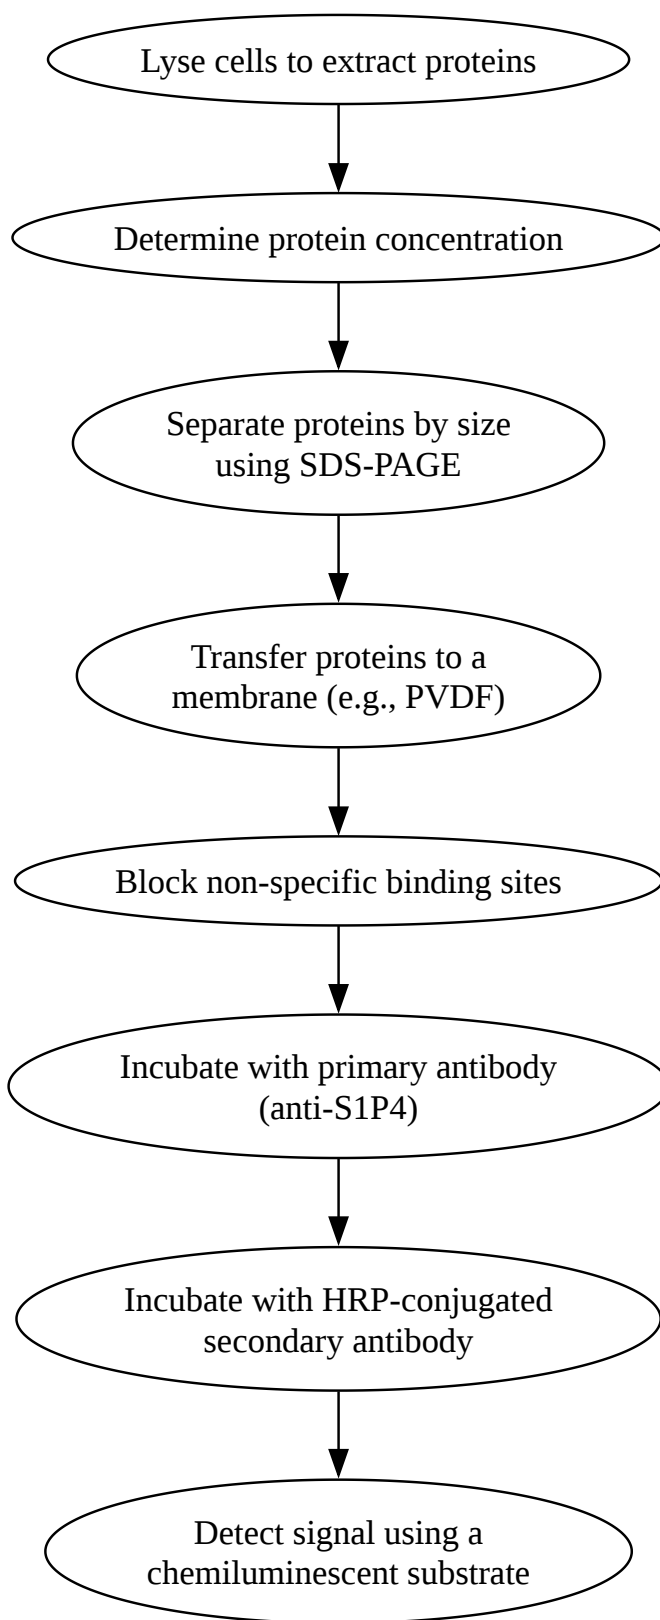 Lyse cells to extract proteins
Determine protein concentration
Separate proteins by size
using SDS-PAGE
Transfer proteins to a
membrane (e.g., PVDF)
Block non-specific binding sites
Incubate with primary antibody
(anti-S1P4)
Incubate with HRP-conjugated
secondary antibody
Detect signal using a
chemiluminescent substrate